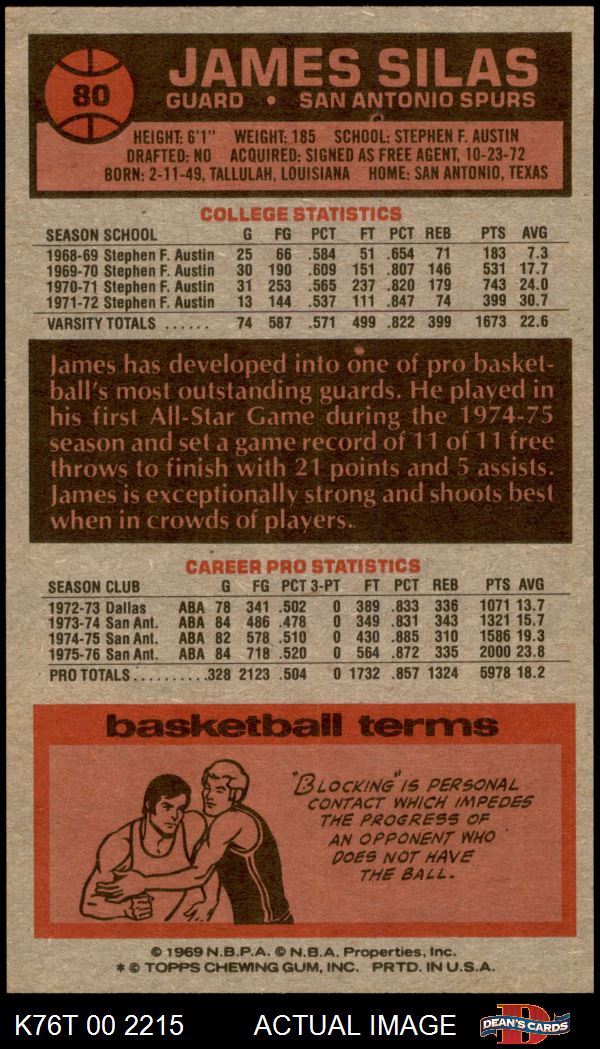 80
JAMES SILAS
GUARD • SAN ANTONIO SPURS
HEIGHT: 6'1" WEIGHT: 185 SCHOOL: STEPHEN F. AUSTIN
DRAFTED: NO ACQUIRED: SIGNED AS FREE AGENT, 10-23-72
BORN: 2-11-49, TALLULAH, LOUISIANA HOME: SAN ANTONIO, TEXAS
COLLEGE STATISTICS
SEASON SCHOOL G FG PCT FT PCT REB PTS AVG
1968-69 Stephen F. Austin 25 66 .584 51 .654 71 183 7.3
1969-70 Stephen F. Austin 30 190 .609 151 .807 146 531 17.7
1970-71 Stephen F. Austin 31 253 .565 237 .820 179 743 24.0
1971-72 Stephen F. Austin 13 144 .537 111 .847 74 399 30.7
VARSITY TOTALS ...... 74 587 .571 499 .822 399 1673 22.6
James has developed into one of pro basket-
ball's most outstanding guards. He played in
his first All-Star Game during the 1974-75
season and set a game record of 11 of 11 free
throws to finish with 21 points and 5 assists.
James is exceptionally strong and shoots best
when in crowds of players.
CAREER PRO STATISTICS
SEASON CLUB G FG PCT 3-PT FT PCT REB PTS AVG
1972-73 Dallas ABA 78 341 .502 0 389 .833 336 1071 13.7
1973-74 San Ant. ABA 84 486 .478 0 349 .831 343 1321 15.7
1974-75 San Ant. ABA 82 578 .510 0 430 .885 310 1586 19.3
1975-76 San Ant. ABA 84 718 .520 0 564 .872 335 2000 23.8
PRO TOTALS..........328 2123 .504 0 1732 .857 1324 5978 18.2
basketball terms
"BLOCKING" IS PERSONAL
CONTACT WHICH IMPEDES
THE PROGRESS OF
AN OPPONENT WHO
DOES NOT HAVE
THE BALL.
© 1969 N.B.P.A. © N.B.A. Properties, Inc.
* © TOPPS CHEWING GUM, INC. PRTD. IN U.S.A.
K76T 00 2215 ACTUAL IMAGE D DEAN'S CARDS